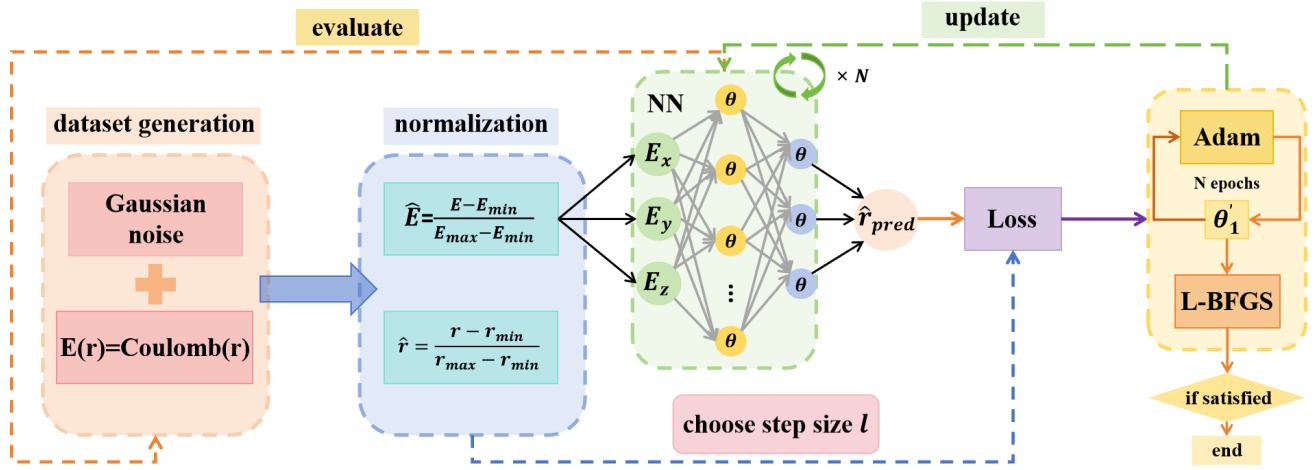 evaluate
update
dataset generation
Gaussian
noise
E(r)=Coulomb(r)
normalization
Ê=(E−E_min)/(E_max−E_min)
r̂ = (r − r_min)/(r_max − r_min)
NN
× N
E_x
E_y
E_z
θ
θ
θ
⋮
θ
θ
θ
θ
r̂_pred
Loss
choose step size l
Adam
N epochs
θ′_1
L-BFGS
if satisfied
end